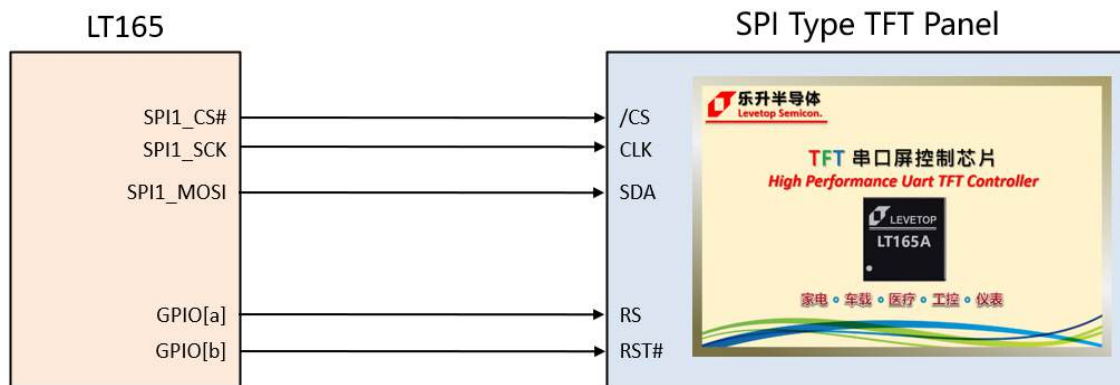 LT165
SPI Type TFT Panel
SPI1_CS#
SPI1_SCK
SPI1_MOSI
GPIO[a]
GPIO[b]
/CS
CLK
SDA
RS
RST#
乐升半导体
Levetop Semicon.
TFT 串口屏控制芯片
High Performance Uart TFT Controller
LEVETOP
LT165A
家电 • 车载 • 医疗 • 工控 • 仪表